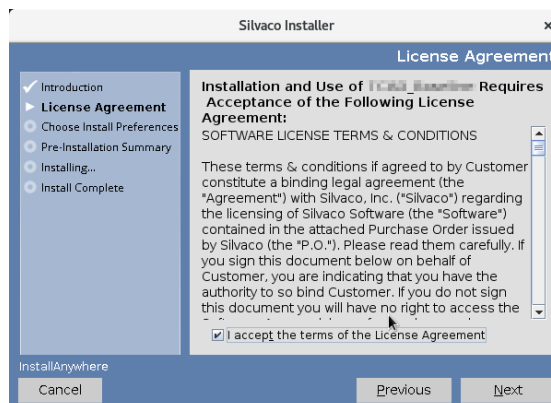 Silvaco Installer
License Agreement
Introduction
License Agreement
Choose Install Preferences
Pre-Installation Summary
Installing...
Install Complete
Installation and Use of Requires
Acceptance of the Following License
Agreement:
SOFTWARE LICENSE TERMS & CONDITIONS
These terms & conditions if agreed to by Customer
constitute a binding legal agreement (the
"Agreement") with Silvaco, Inc. ("Silvaco") regarding
the licensing of Silvaco Software (the "Software")
contained in the attached Purchase Order issued
by Silvaco (the "P.O."). Please read them carefully. If
you sign this document below on behalf of
Customer, you are indicating that you have the
authority to so bind Customer. If you do not sign
this document you will have no right to access the
I accept the terms of the License Agreement
InstallAnywhere
Cancel
Previous
Next